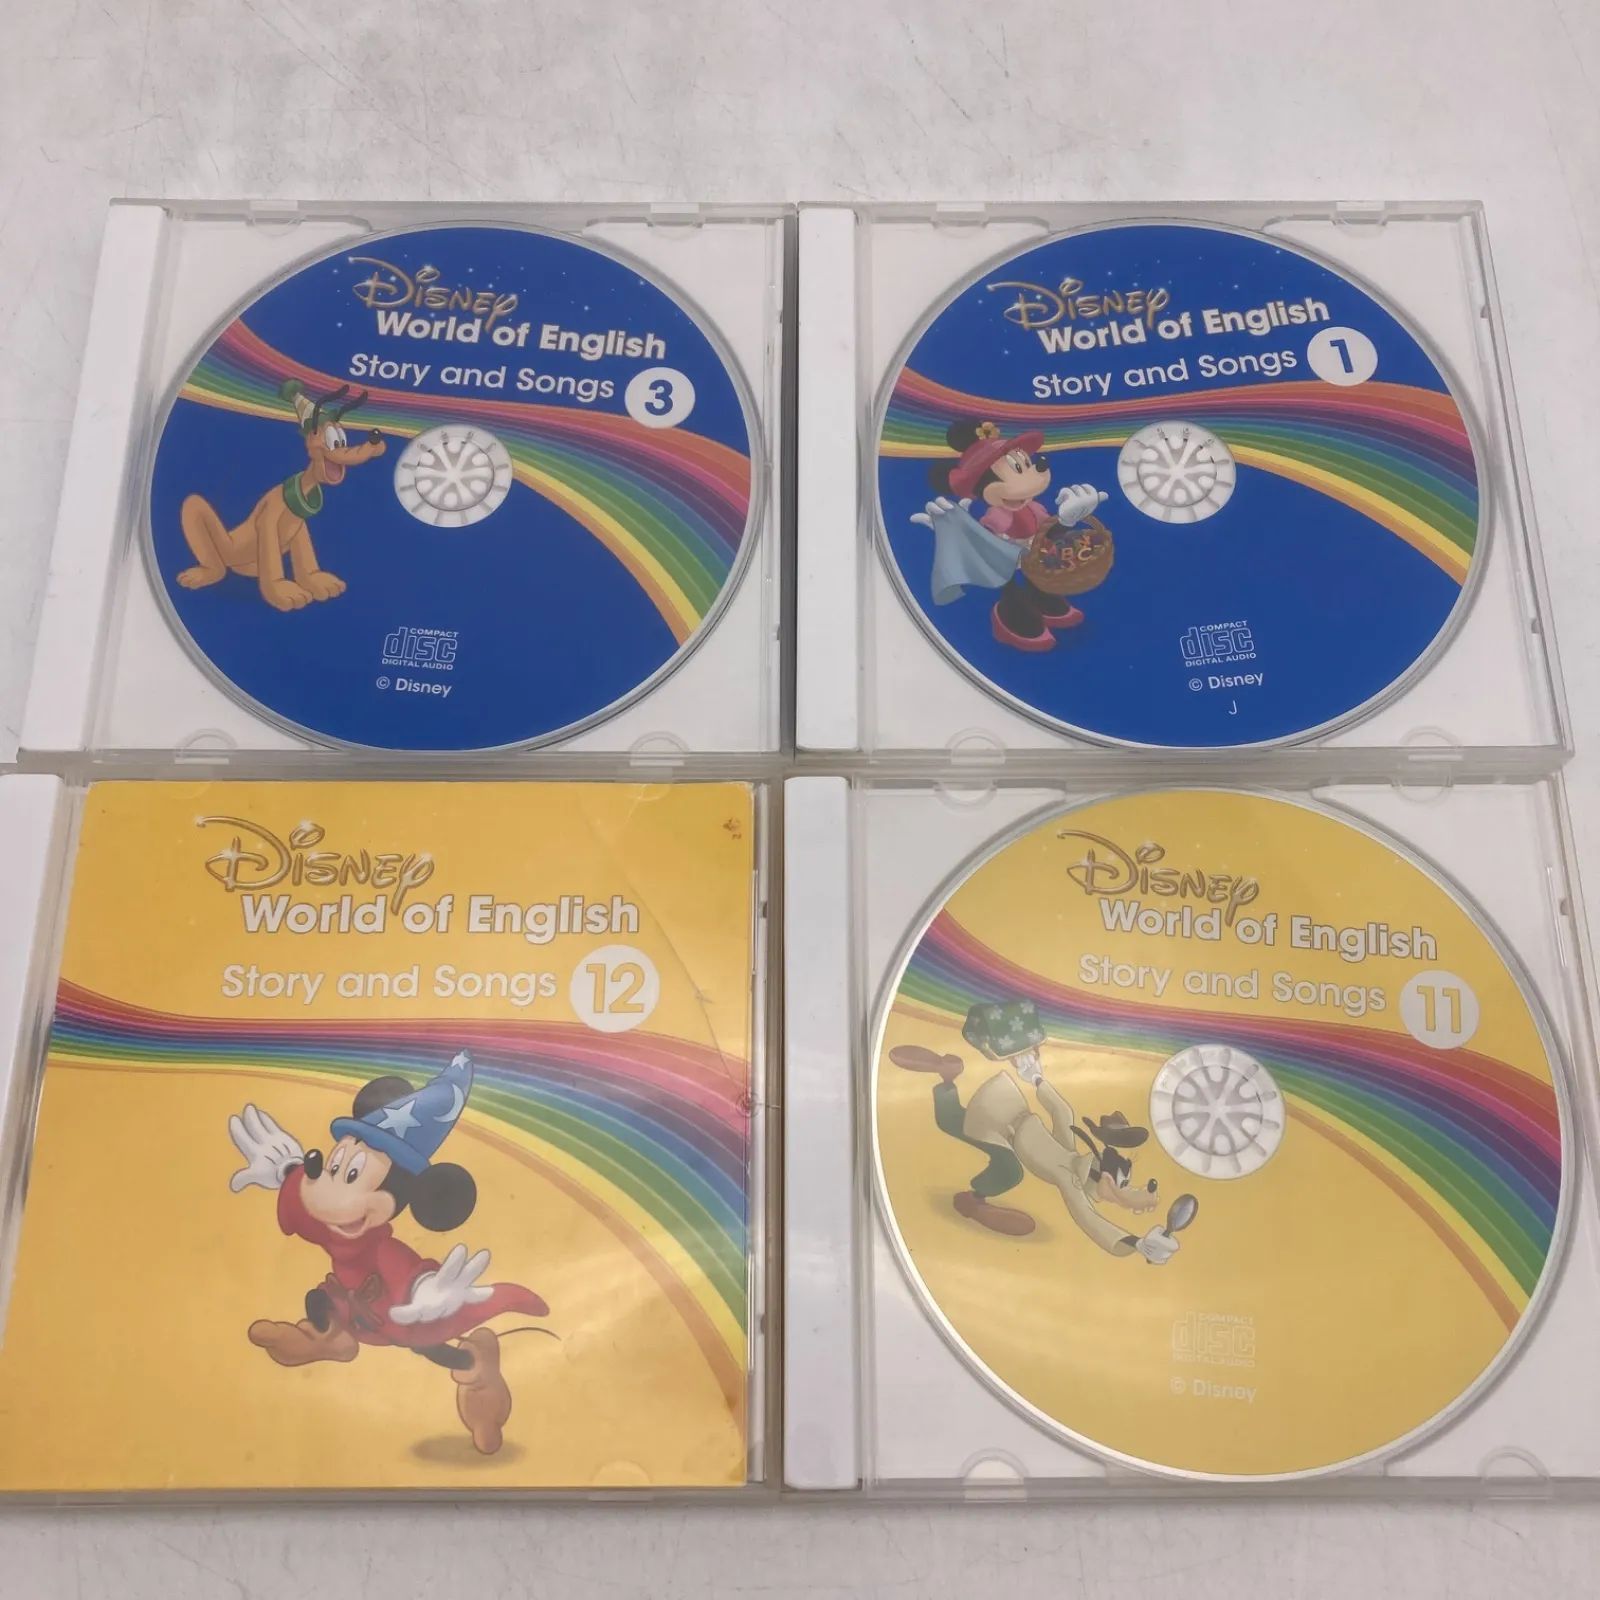 Disney
World of English
Story and Songs 3
COMPACT
disc
DIGITAL AUDIO
© Disney
Disney
World of English
Story and Songs 1
ABC
COMPACT
disc
DIGITAL AUDIO
© Disney
J
Disney
World of English
Story and Songs 12
Disney
World of English
Story and Songs 11
COMPACT
disc
DIGITAL AUDIO
© Disney